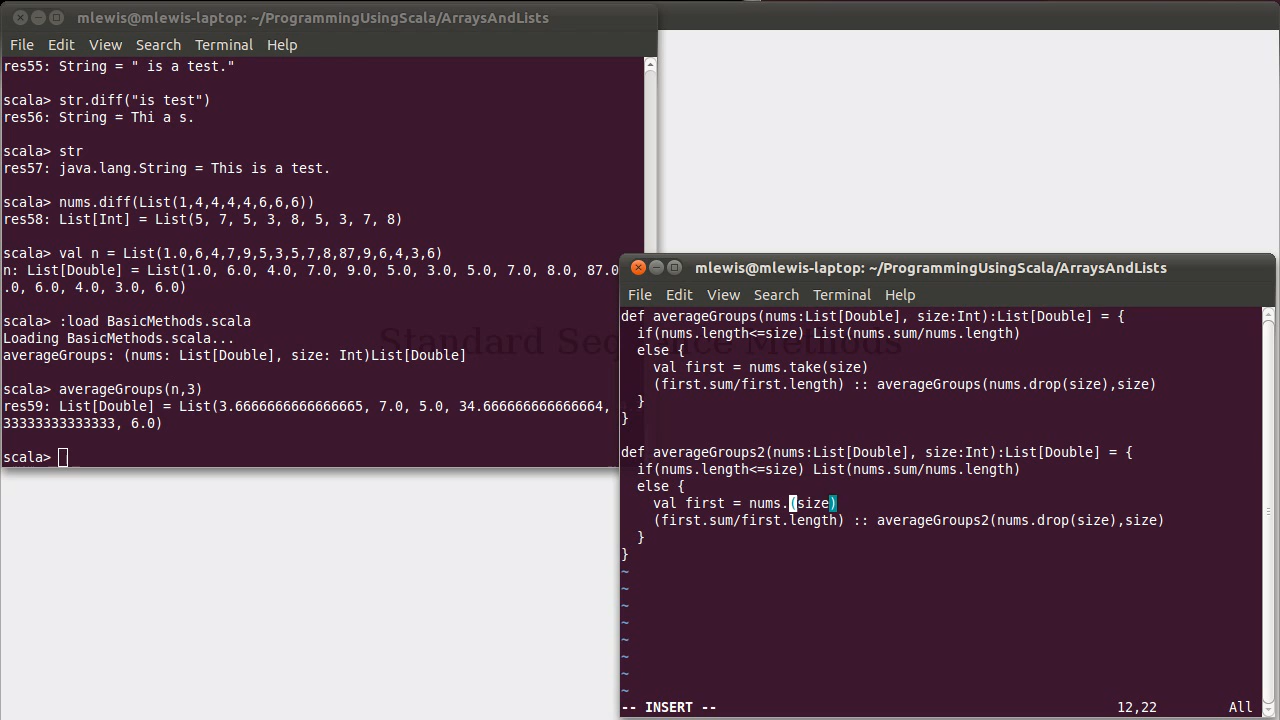 mlewis@mlewis-laptop: ~/ProgrammingUsingScala/ArraysAndLists
File Edit View Search Terminal Help
res55: String = " is a test."
scala> str.diff("is test")
res56: String = Thi a s.
scala> str
res57: java.lang.String = This is a test.
scala> nums.diff(List(1,4,4,4,4,6,6,6))
res58: List[Int] = List(5, 7, 5, 3, 8, 5, 3, 7, 8)
scala> val n = List(1.0,6,4,7,9,5,3,5,7,8,87,9,6,4,3,6)
n: List[Double] = List(1.0, 6.0, 4.0, 7.0, 9.0, 5.0, 3.0, 5.0, 7.0, 8.0, 87.0
.0, 6.0, 4.0, 3.0, 6.0)
scala> :load BasicMethods.scala
Loading BasicMethods.scala...
averageGroups: (nums: List[Double], size: Int)List[Double]
scala> averageGroups(n,3)
res59: List[Double] = List(3.6666666666666665, 7.0, 5.0, 34.666666666666664,
33333333333333, 6.0)
scala>
Standard Sequence Methods
mlewis@mlewis-laptop: ~/ProgrammingUsingScala/ArraysAndLists
File Edit View Search Terminal Help
def averageGroups(nums:List[Double], size:Int):List[Double] = {
if(nums.length<=size) List(nums.sum/nums.length)
else {
val first = nums.take(size)
(first.sum/first.length) :: averageGroups(nums.drop(size),size)
}
}
def averageGroups2(nums:List[Double], size:Int):List[Double] = {
if(nums.length<=size) List(nums.sum/nums.length)
else {
val first = nums.(size)
(first.sum/first.length) :: averageGroups2(nums.drop(size),size)
}
}
~
~
~
~
~
~
~
~
-- INSERT -- 12,22 All